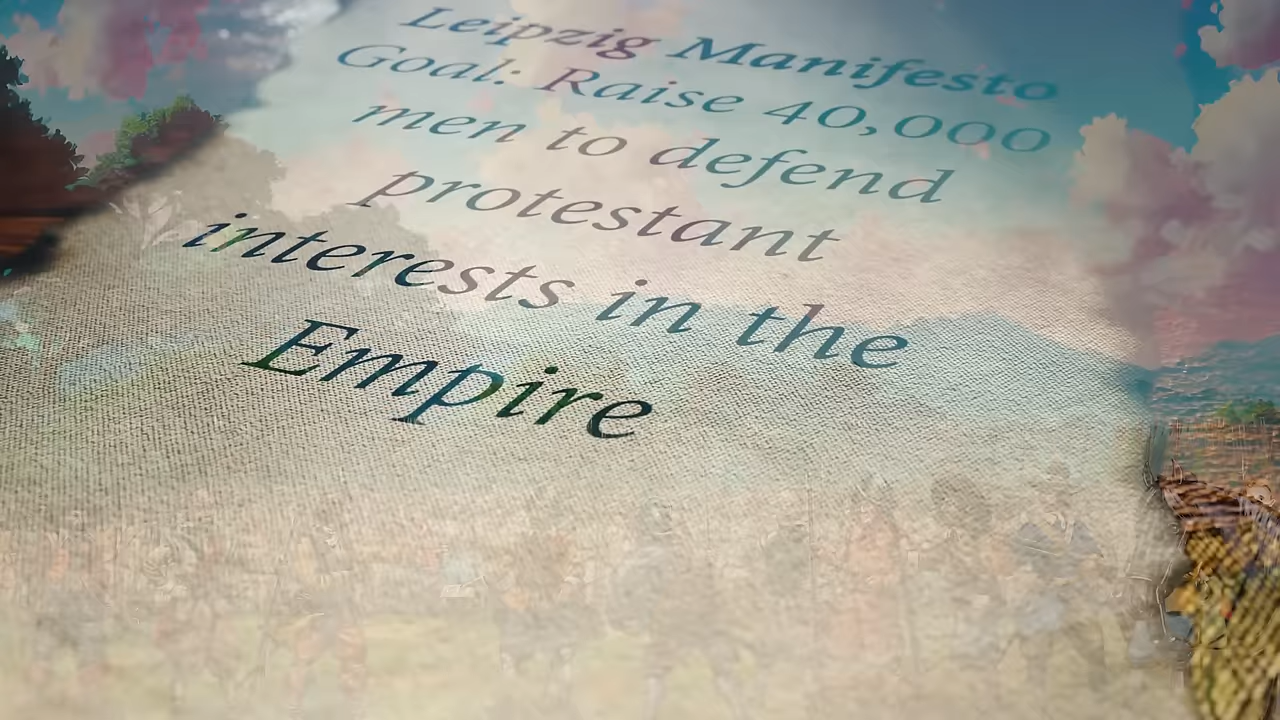 Leipzig Manifesto
Goal: Raise 40,000
men to defend
protestant
interests in the
Empire